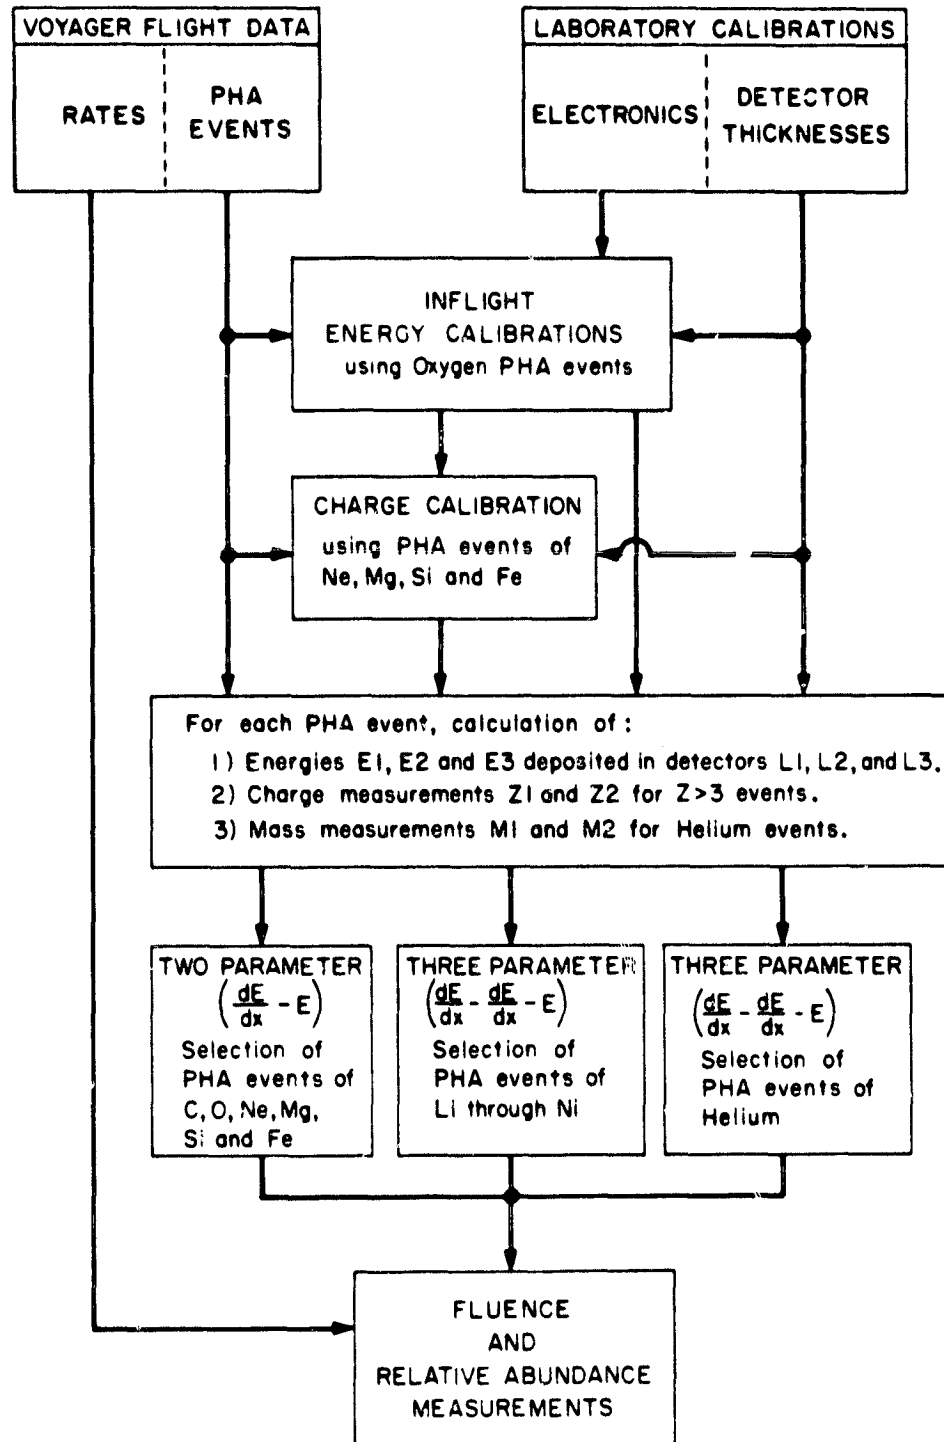 VOYAGER FLIGHT DATA
RATES
PHA
EVENTS
LABORATORY CALIBRATIONS
ELECTRONICS
DETECTOR
THICKNESSES
INFLIGHT
ENERGY CALIBRATIONS
using Oxygen PHA events
CHARGE CALIBRATION
using PHA events of
Ne, Mg, Si and Fe
For each PHA event, calculation of :
1) Energies E1, E2 and E3 deposited in detectors L1, L2, and L3.
2) Charge measurements Z1 and Z2 for Z>3 events.
3) Mass measurements M1 and M2 for Helium events.
TWO PARAMETER
(dE/dx - E)
Selection of
PHA events of
C, O, Ne, Mg,
Si and Fe
THREE PARAMETER
(dE/dx - dE/dx - E)
Selection of
PHA events of
Li through Ni
THREE PARAMETER
(dE/dx - dE/dx - E)
Selection of
PHA events of
Helium
FLUENCE
AND
RELATIVE ABUNDANCE
MEASUREMENTS